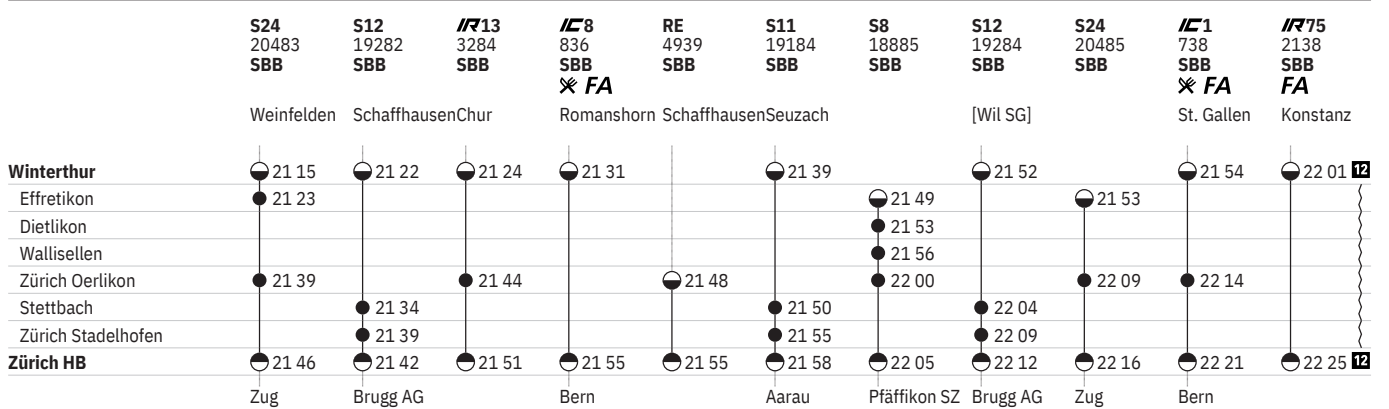 S24 S12 IR13 IC8 RE S11 S8 S12 S24 IC1 IR75
20483 19282 3284 836 4939 19184 18885 19284 20485 738 2138
SBB SBB SBB SBB SBB SBB SBB SBB SBB SBB SBB
FA FA FA
Weinfelden Schaffhausen Chur Romanshorn Schaffhausen Seuzach [Wil SG] St. Gallen Konstanz
Winterthur 21 15 21 22 21 24 21 31 21 39 21 52 21 54 22 01 12
Effretikon 21 23 21 49 21 53
Dietlikon 21 53
Wallisellen 21 56
Zürich Oerlikon 21 39 21 44 21 48 22 00 22 09 22 14
Stettbach 21 34 21 50 22 04
Zürich Stadelhofen 21 39 21 55 22 09
Zürich HB 21 46 21 42 21 51 21 55 21 55 21 58 22 05 22 12 22 16 22 21 22 25 12
Zug Brugg AG Bern Aarau Pfäffikon SZ Brugg AG Zug Bern